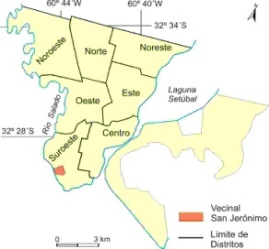 60° 44' W
60° 40' W
32° 34' S
Noroeste
Norte
Noreste
Laguna
Setúbal
Este
Oeste
Río Salado
32° 28' S
Centro
Suroeste
Vecinal
San Jerónimo
Límite de
Distritos
0
3 km